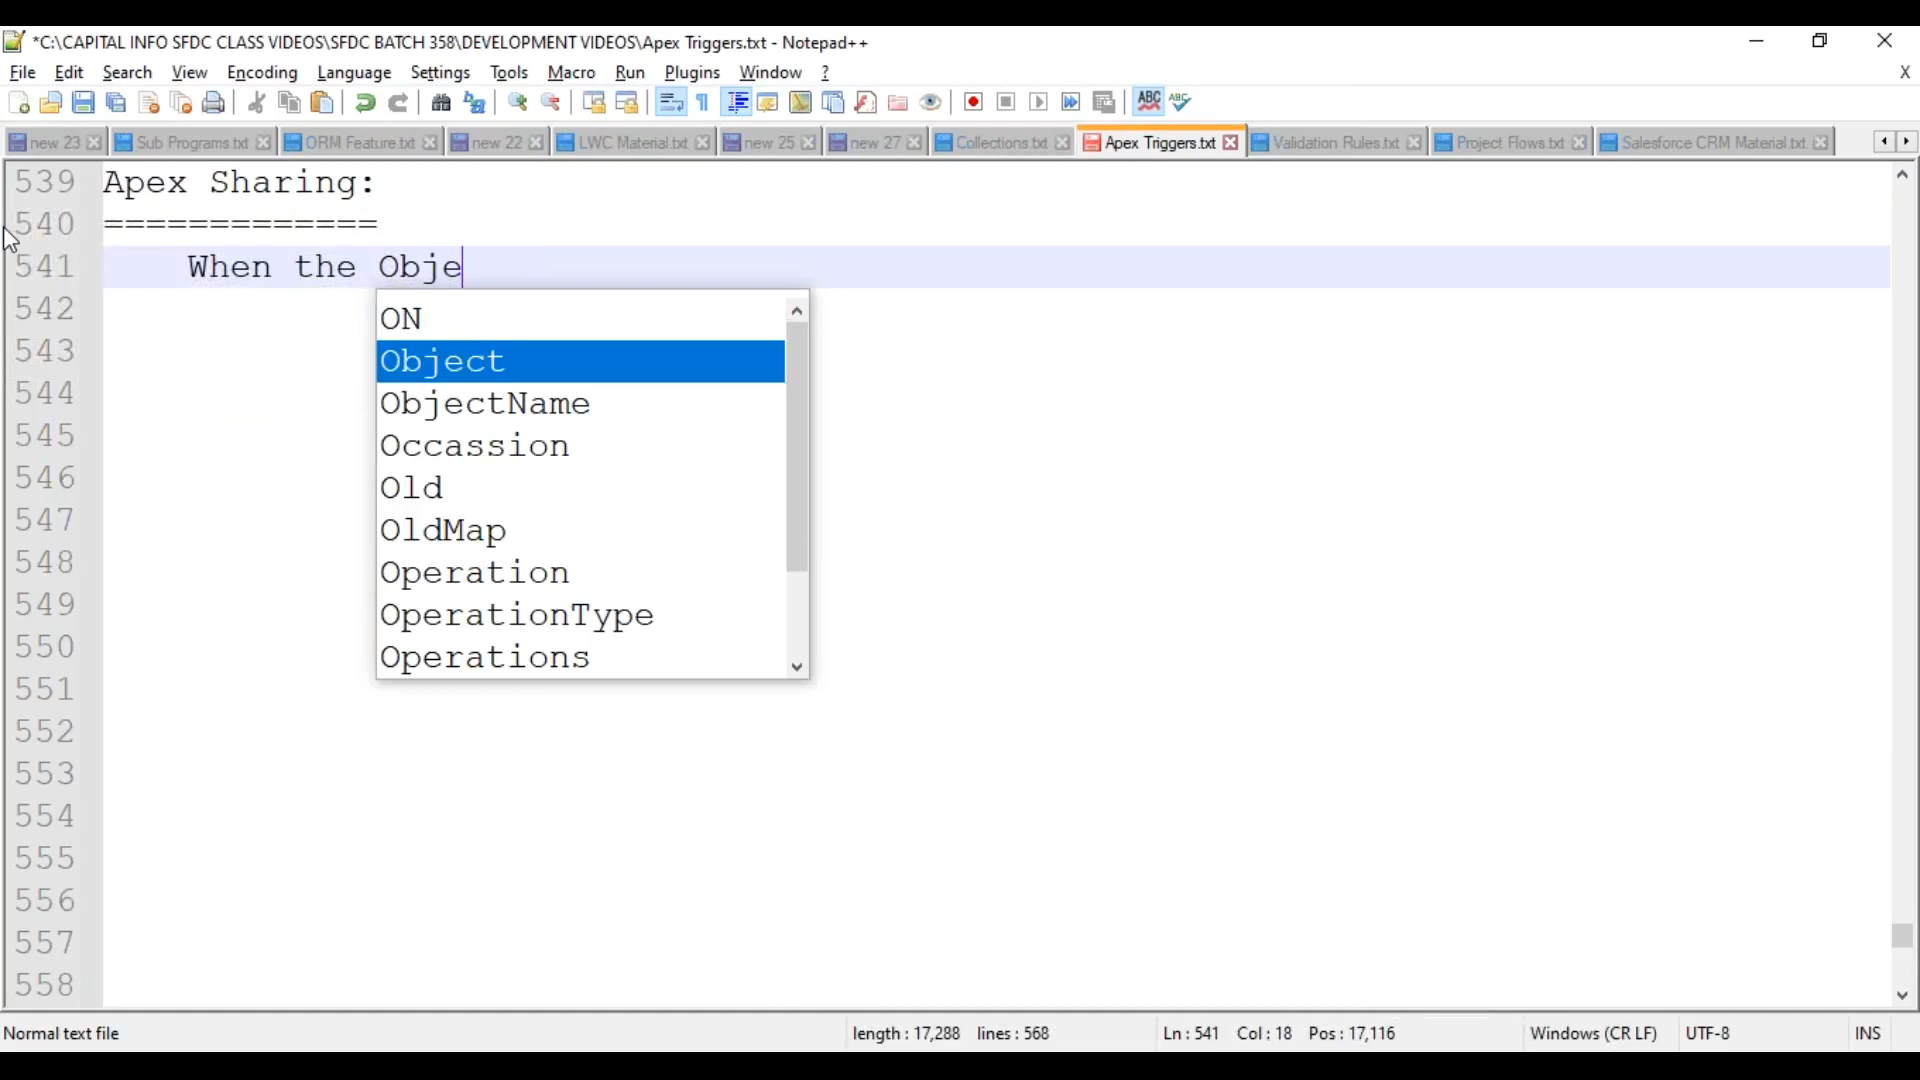 *C:\CAPITAL INFO SFDC CLASS VIDEOS\SFDC BATCH 358\DEVELOPMENT VIDEOS\Apex Triggers.txt - Notepad++
File Edit Search View Encoding Language Settings Tools Macro Run Plugins Window ? X
new 23 Sub Programs.txt ORM Feature.txt new 22 LWC Material.txt new 25 new 27 Collections.txt Apex Triggers.txt Validation Rules.txt Project Flows.txt Salesforce CRM Material.txt
539 Apex Sharing:
540 =============
541 When the Obje
542 ON
543 Object
544 ObjectName
545 Occassion
546 Old
547 OldMap
548 Operation
549 OperationType
550 Operations
551
552
553
554
555
556
557
558
Normal text file length : 17,288 lines : 568 Ln : 541 Col : 18 Pos : 17,116 Windows (CR LF) UTF-8 INS